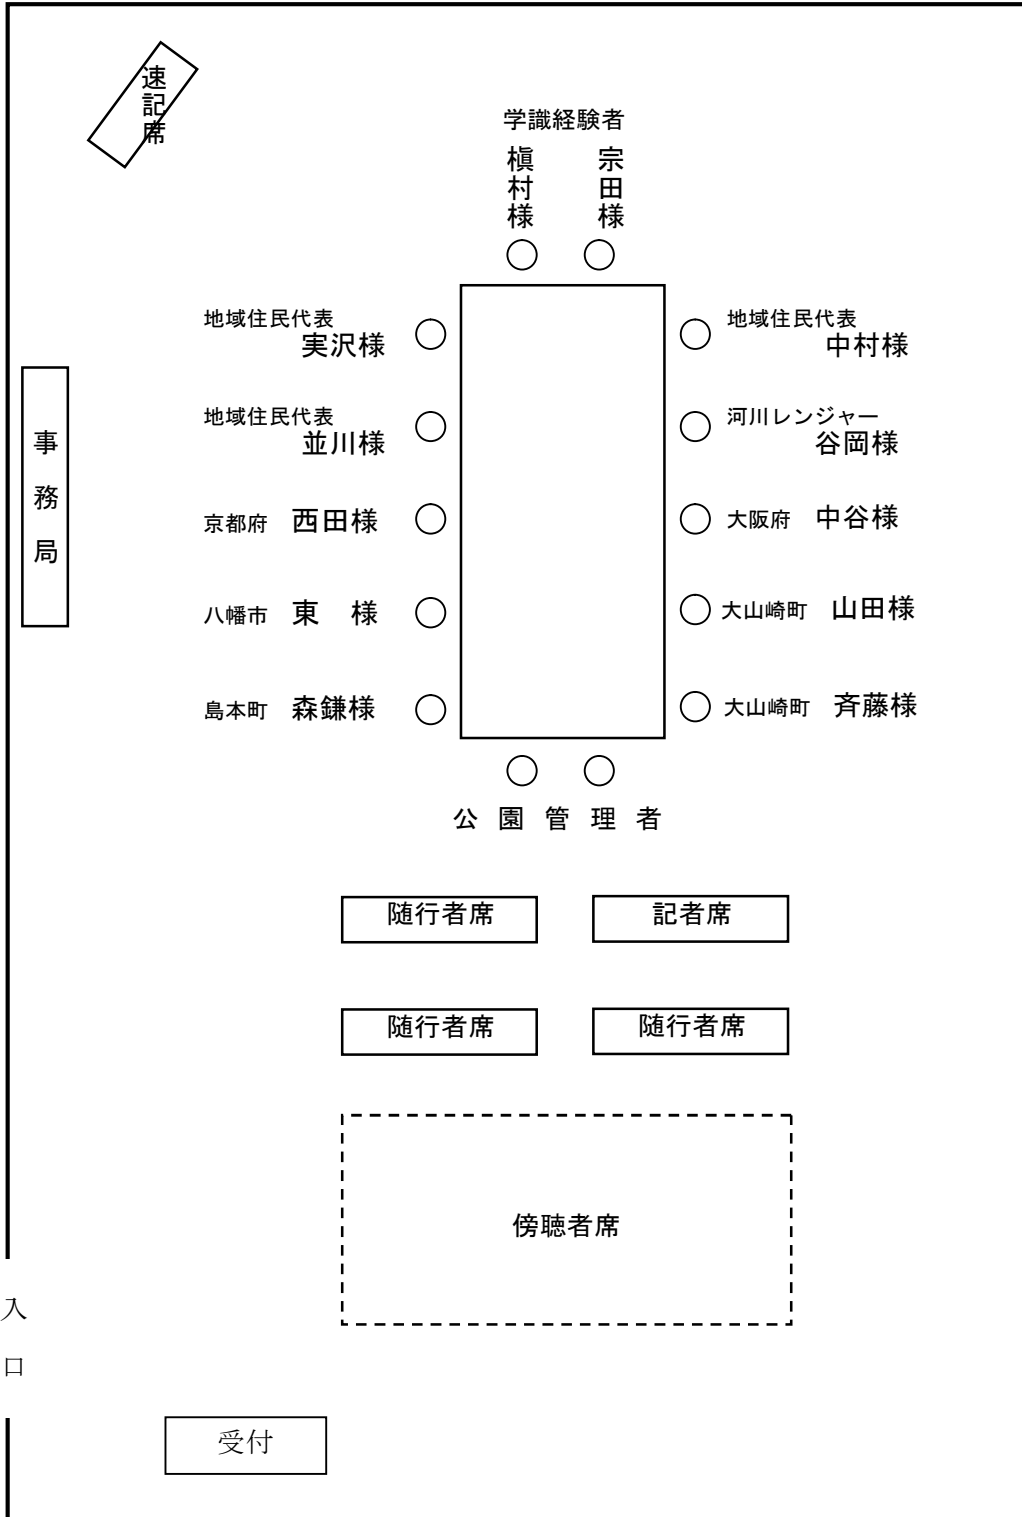 速記席
学識経験者
槇村様
宗田様
地域住民代表
実沢様
地域住民代表
中村様
地域住民代表
並川様
河川レンジャー
谷岡様
事務局
京都府 西田様
大阪府 中谷様
八幡市 東 様
大山崎町 山田様
島本町 森鎌様
大山崎町 斉藤様
公園管理者
随行者席
記者席
随行者席
随行者席
傍聴者席
入口
受付